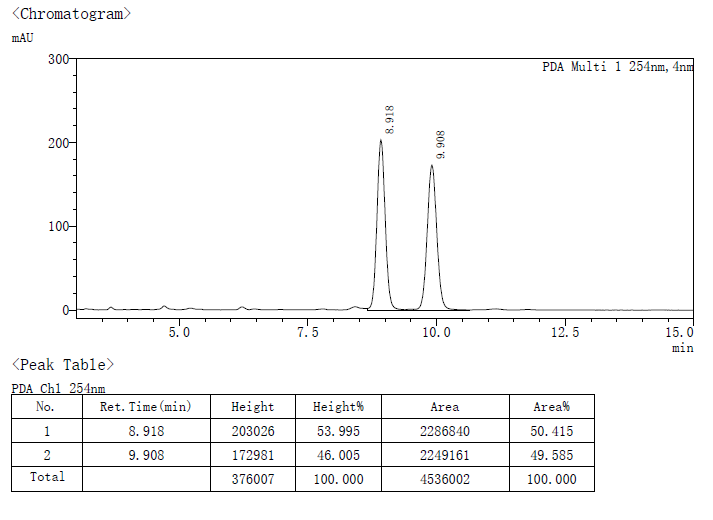 <Chromatogram>
mAU
300
PDA Multi 1 254nm,4nm
8.918
9.908
200
100
0
5.0 7.5 10.0 12.5 15.0
min
<Peak Table>
PDA Ch1 254nm
No. Ret.Time(min) Height Height% Area Area%
1 8.918 203026 53.995 2286840 50.415
2 9.908 172981 46.005 2249161 49.585
Total 376007 100.000 4536002 100.000